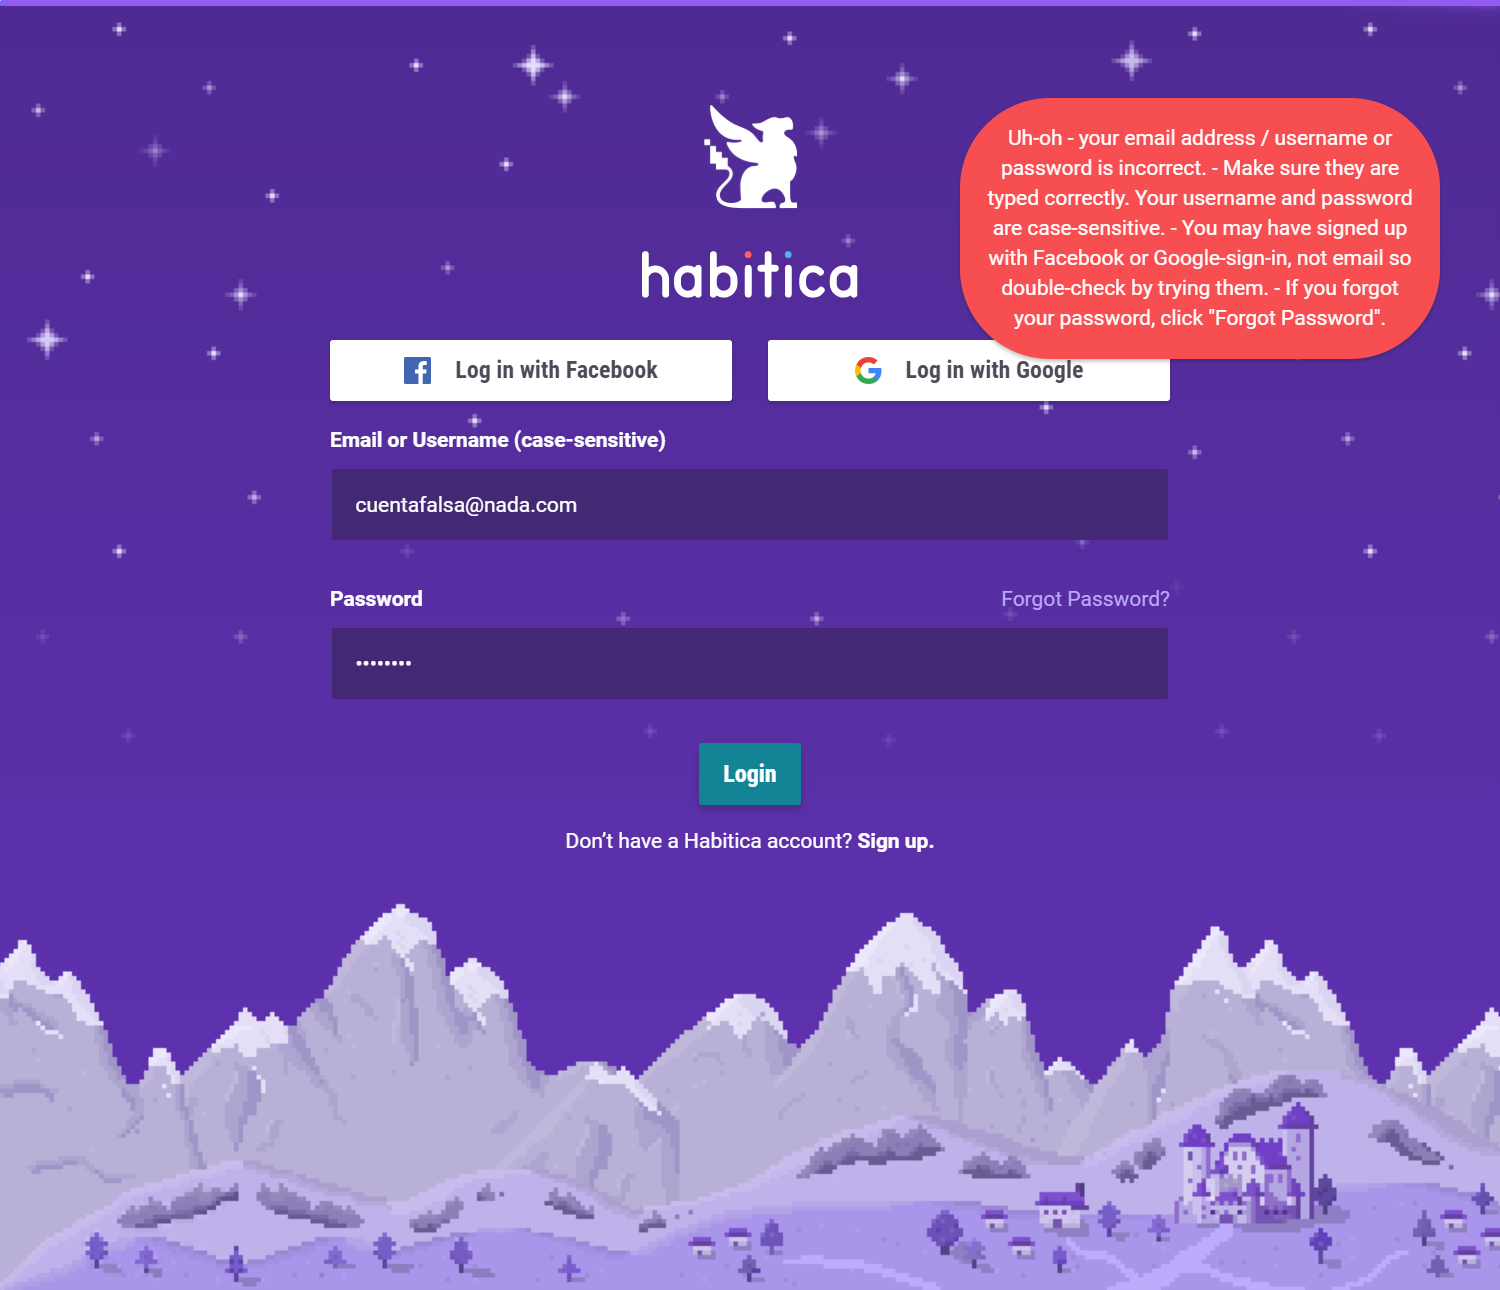 Uh-oh - your email address / username or
password is incorrect. - Make sure they are
typed correctly. Your username and password
are case-sensitive. - You may have signed up
with Facebook or Google-sign-in, not email so
double-check by trying them. - If you forgot
your password, click "Forgot Password".
habitica
Log in with Facebook
Log in with Google
Email or Username (case-sensitive)
cuentafalsa@nada.com
Password
Forgot Password?
••••••••
Login
Don’t have a Habitica account? Sign up.